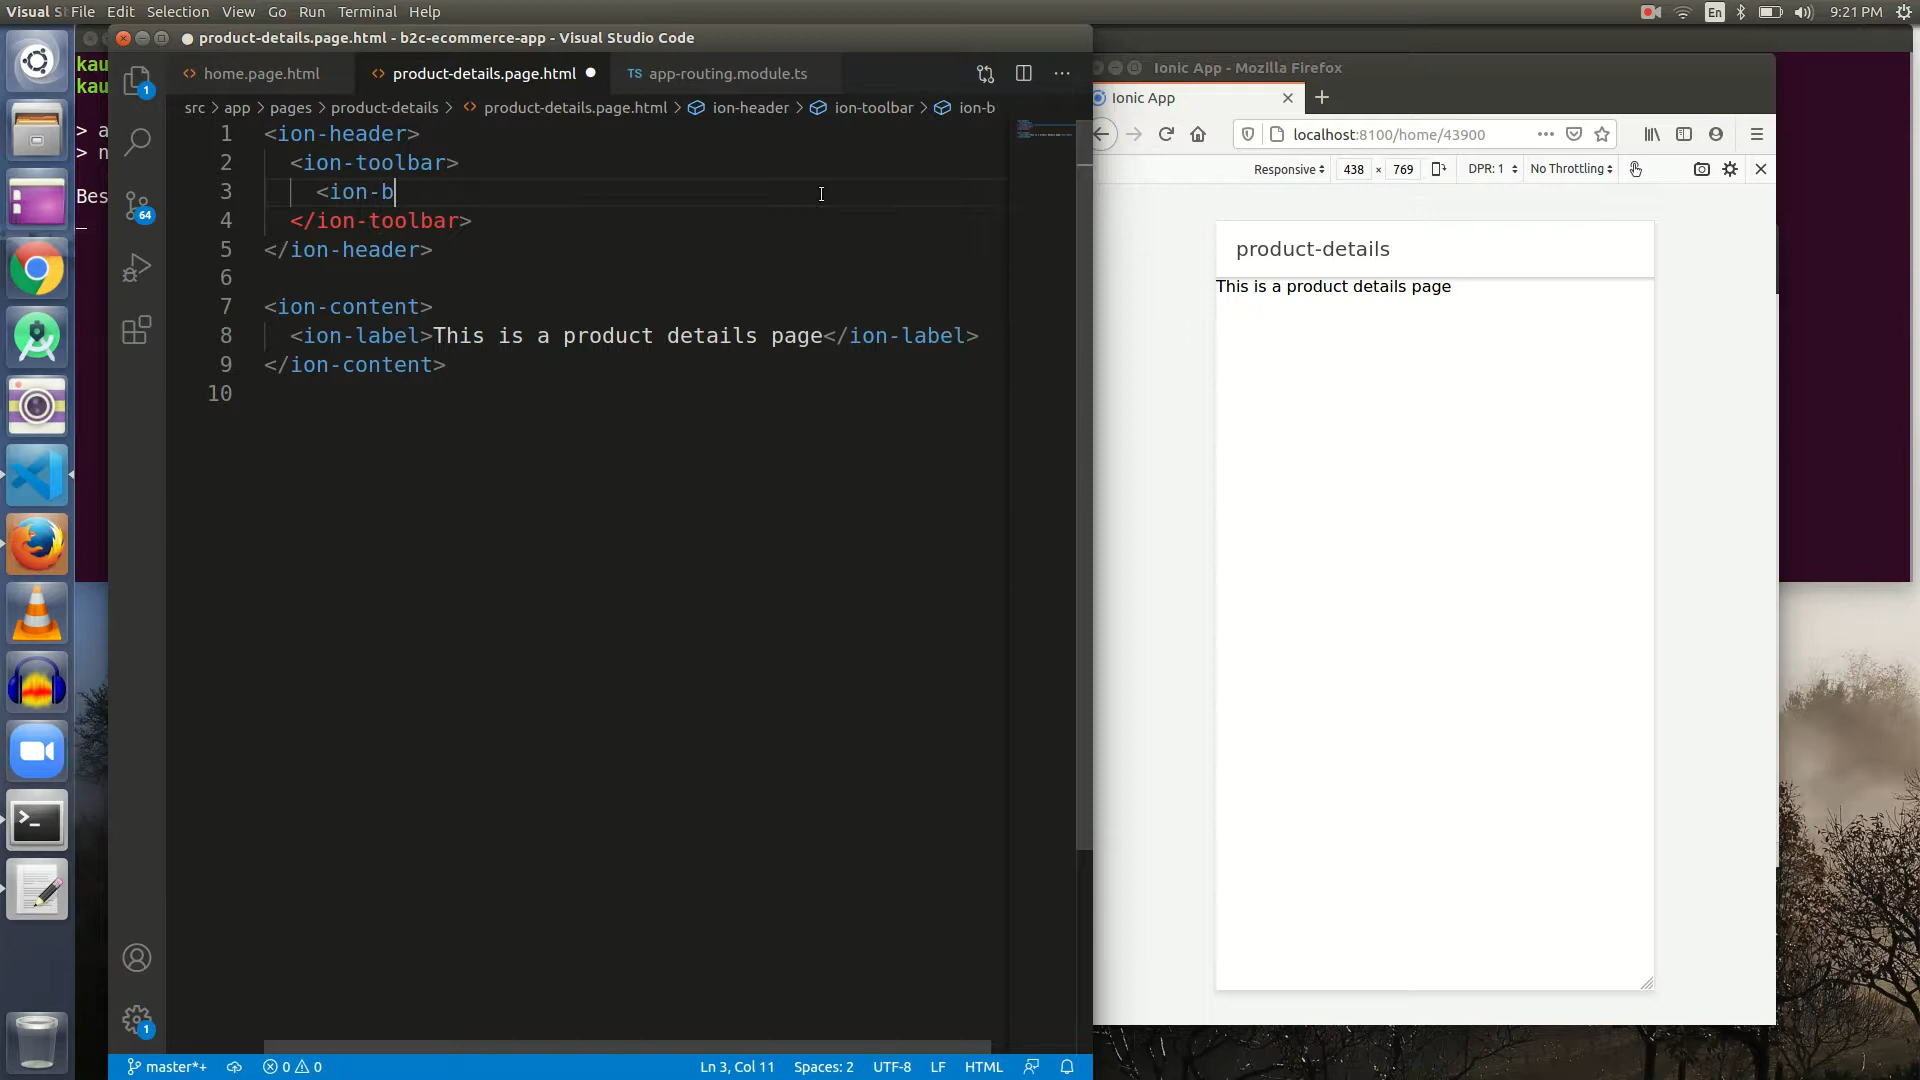 Visual S File Edit Selection View Go Run Terminal Help
En 9:21 PM
product-details.page.html - b2c-ecommerce-app - Visual Studio Code
kau
kau
> a
> n
Bes
_
home.page.html product-details.page.html TS app-routing.module.ts
src > app > pages > product-details > product-details.page.html > ion-header > ion-toolbar > ion-b
1 <ion-header>
2 <ion-toolbar>
3 <ion-b
4 </ion-toolbar>
5 </ion-header>
6
7 <ion-content>
8 <ion-label>This is a product details page</ion-label>
9 </ion-content>
10
1
64
1
master*+ 0 0 Ln 3, Col 11 Spaces: 2 UTF-8 LF HTML
Ionic App - Mozilla Firefox
Ionic App
localhost:8100/home/43900
Responsive 438 × 769 DPR: 1 No Throttling
product-details
This is a product details page